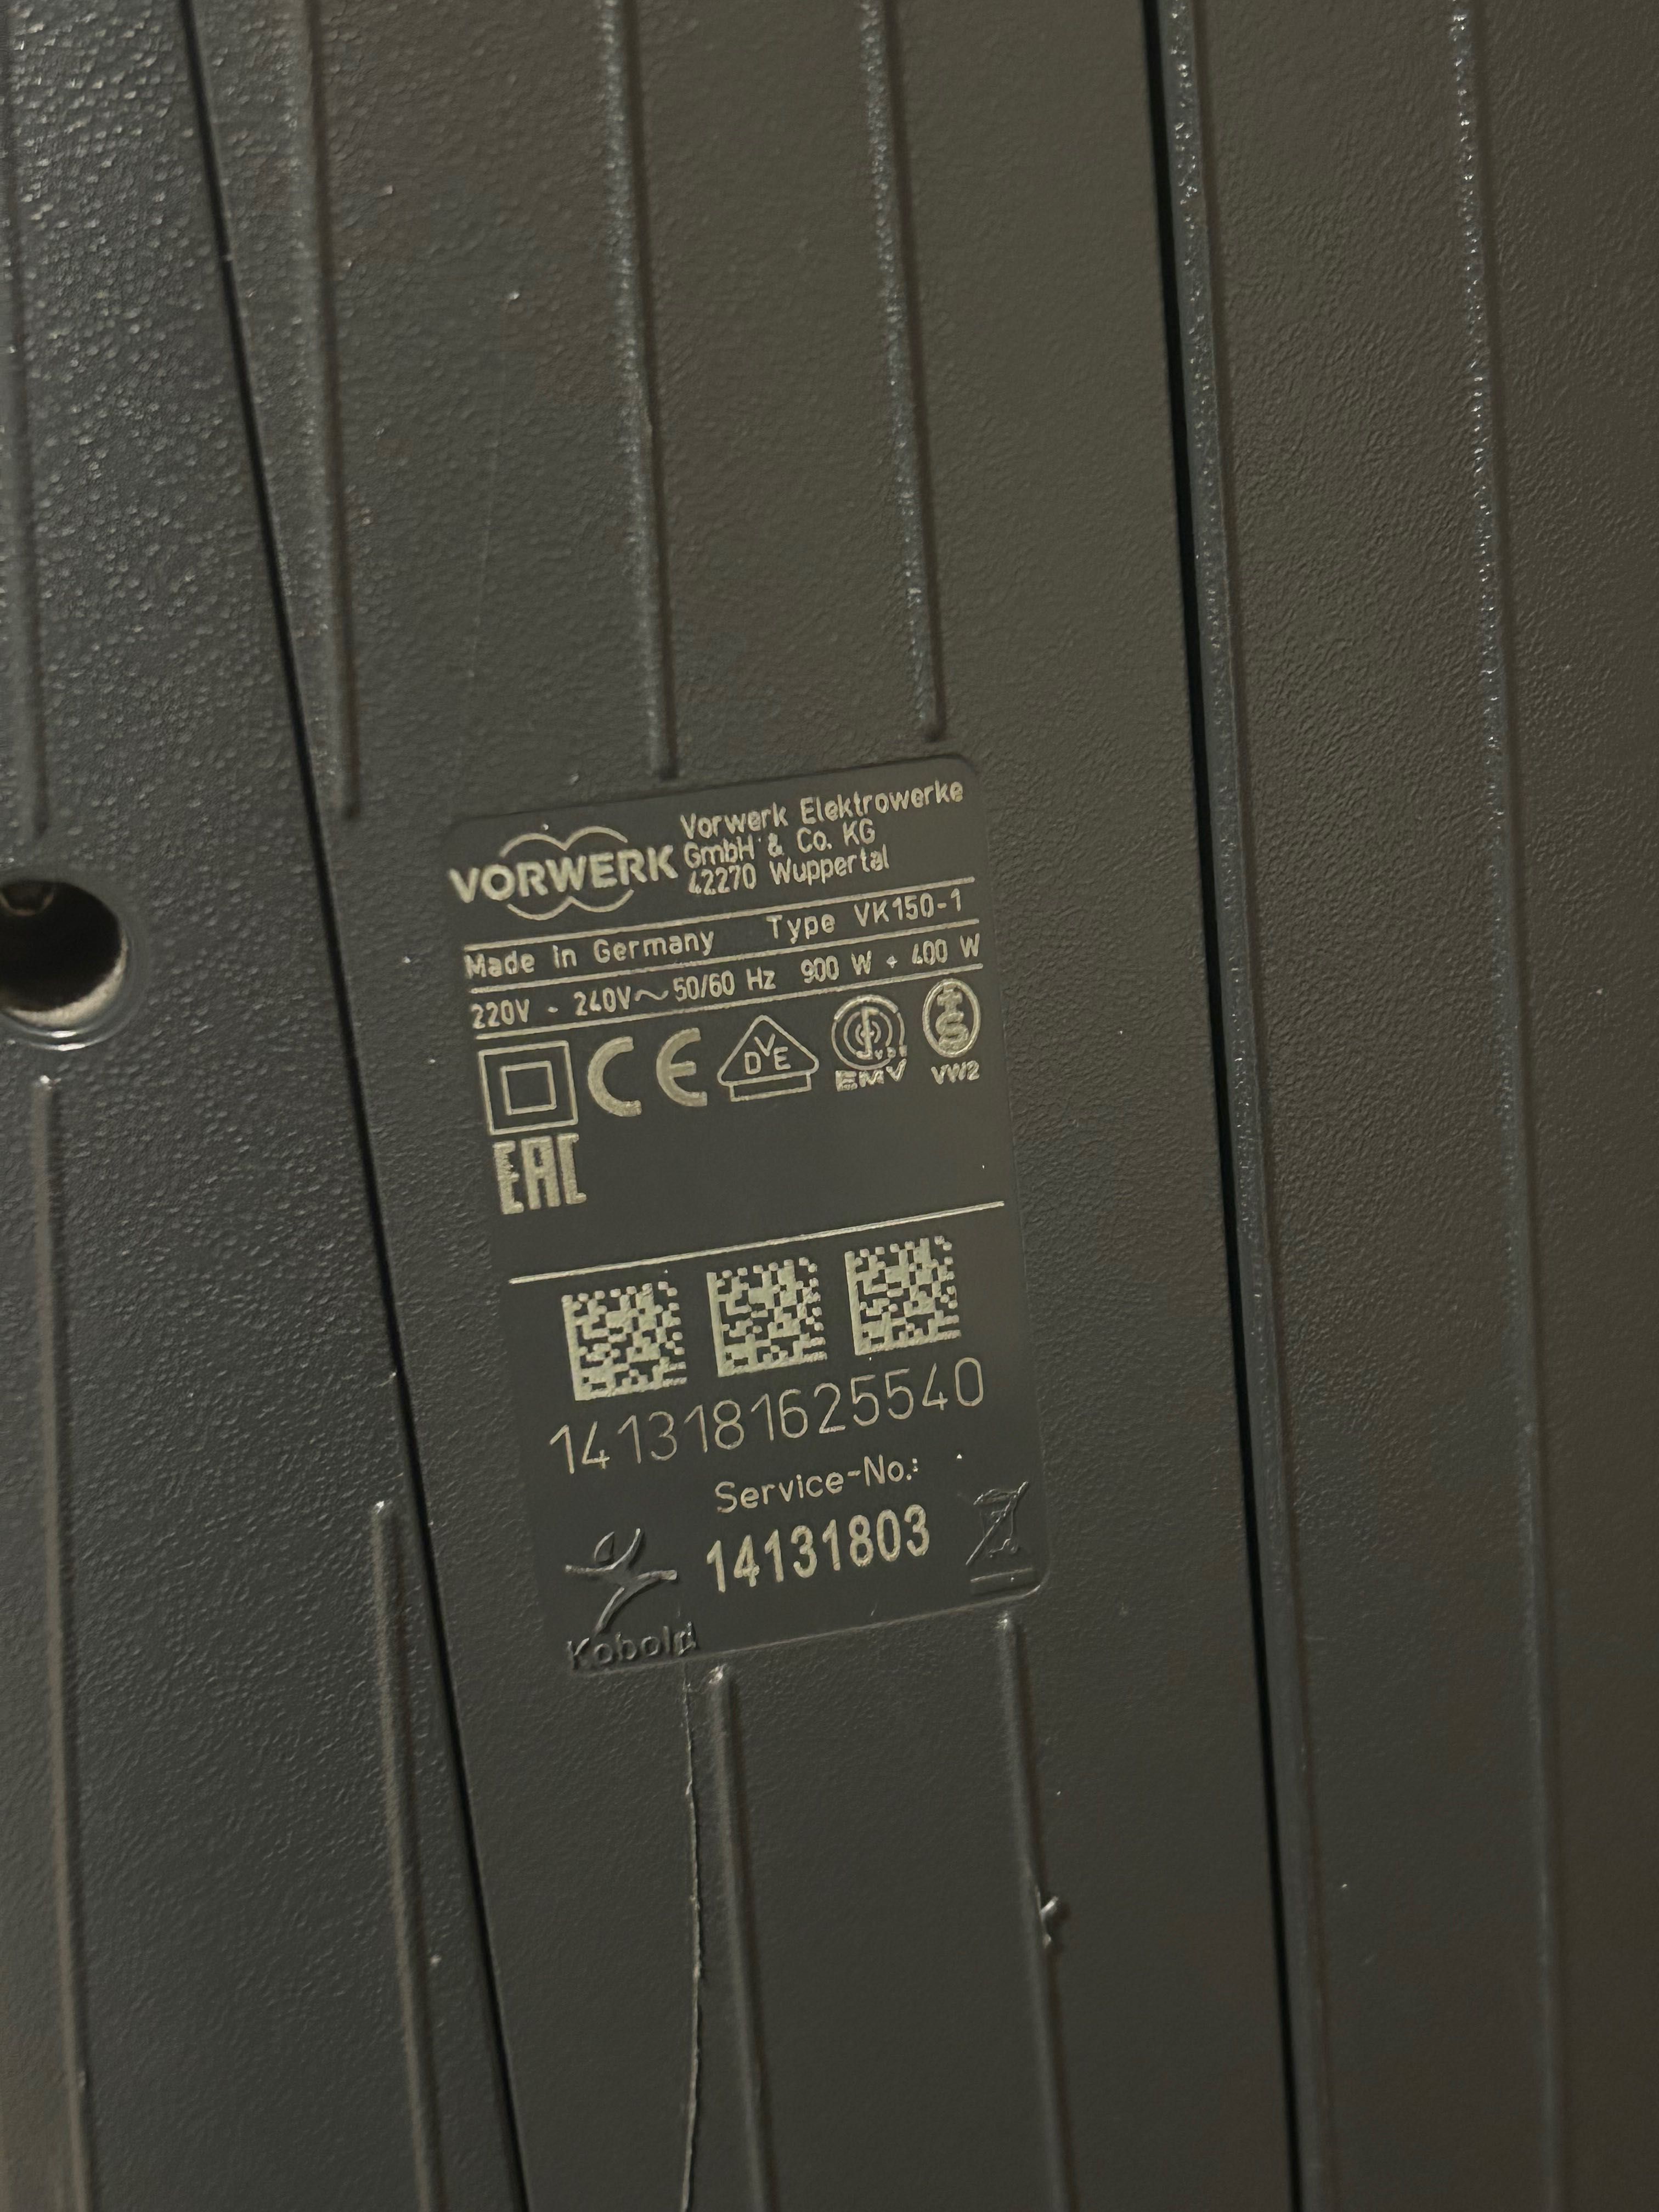 VORWERK
Vorwerk Elektrowerke
GmbH & Co. KG
42270 Wuppertal
Made in Germany Type VK150-1
220V - 240V~50/60 Hz 900 W + 400 W
CE
DVE
EMV
S
VW2
EAC
1413181625540
Service-No.:
14131803
Kobold